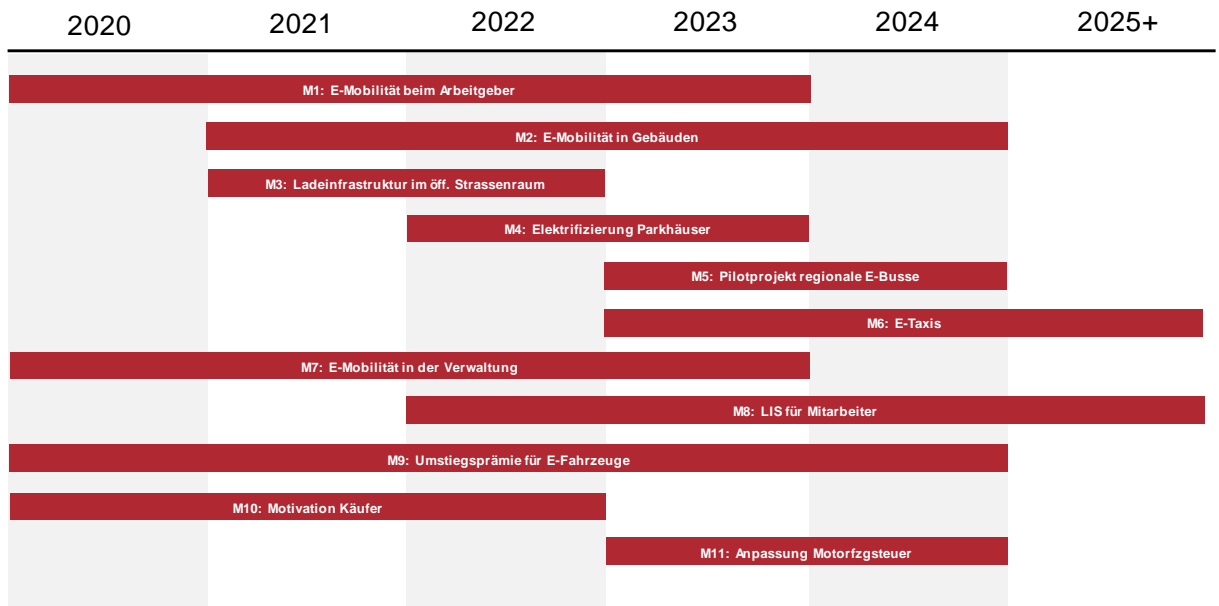 2020 2021 2022 2023 2024 2025+
M1: E-Mobilität beim Arbeitgeber
M2: E-Mobilität in Gebäuden
M3: Ladeinfrastruktur im öff. Strassenraum
M4: Elektrifizierung Parkhäuser
M5: Pilotprojekt regionale E-Busse
M6: E-Taxis
M7: E-Mobilität in der Verwaltung
M8: LIS für Mitarbeiter
M9: Umstiegsprämie für E-Fahrzeuge
M10: Motivation Käufer
M11: Anpassung Motorfzgsteuer